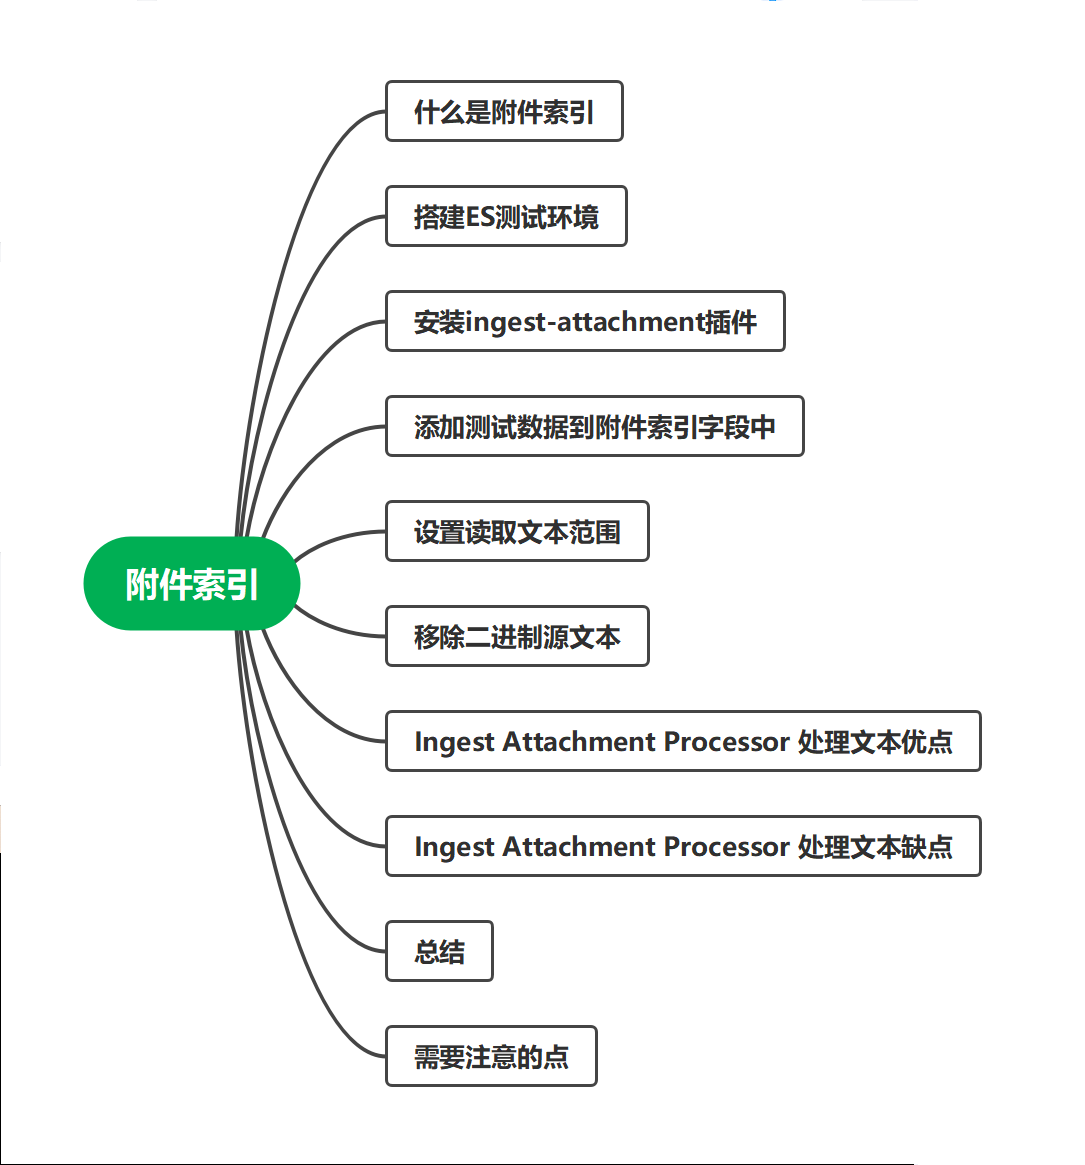 什么是附件索引
搭建ES测试环境
安装ingest-attachment插件
添加测试数据到附件索引字段中
设置读取文本范围
附件索引
移除二进制源文本
Ingest Attachment Processor 处理文本优点
Ingest Attachment Processor 处理文本缺点
总结
需要注意的点